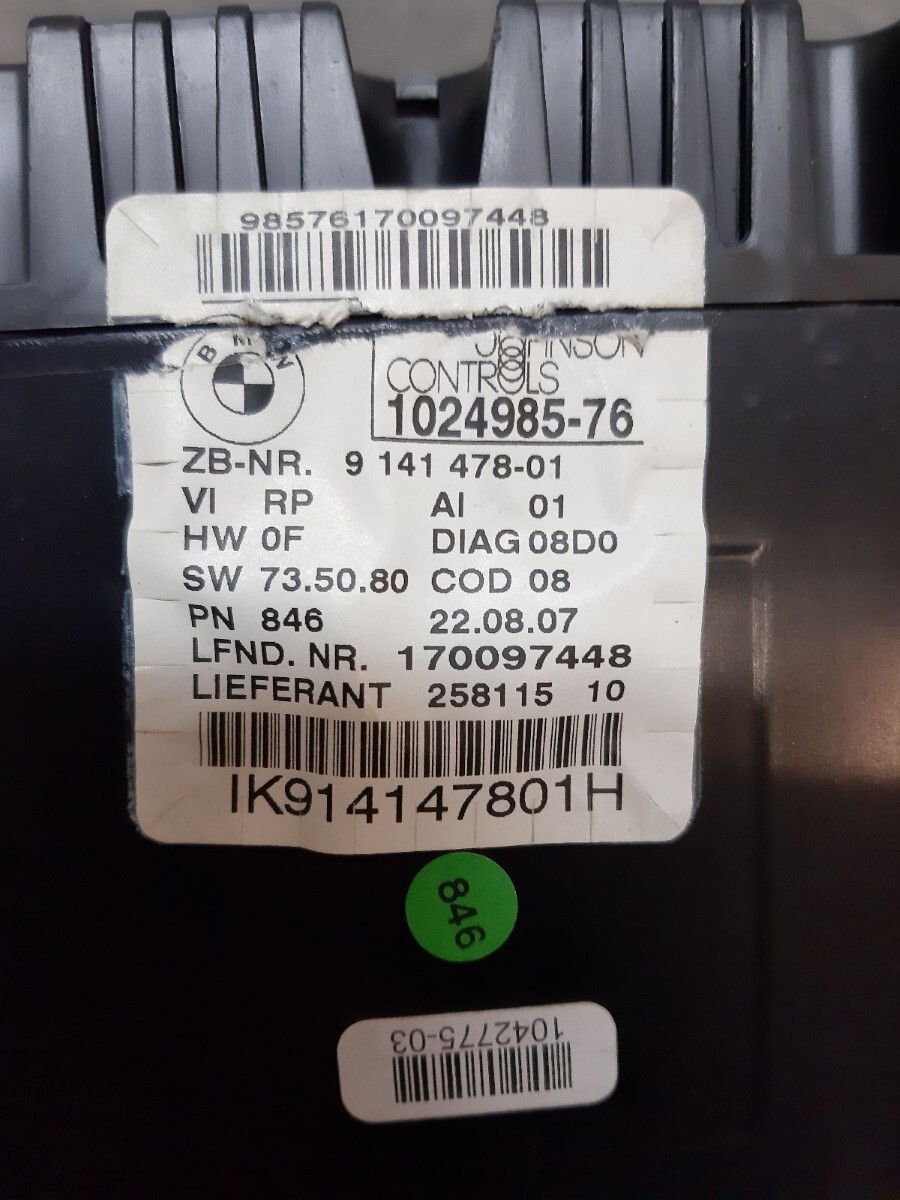 98576170097448
BMW
JOHNSON
CONTROLS
1024985-76
ZB-NR. 9 141 478-01
VI RP AI 01
HW 0F DIAG 08D0
SW 73.50.80 COD 08
PN 846 22.08.07
LFND. NR. 170097448
LIEFERANT 258115 10
IK914147801H
846
1042775-03